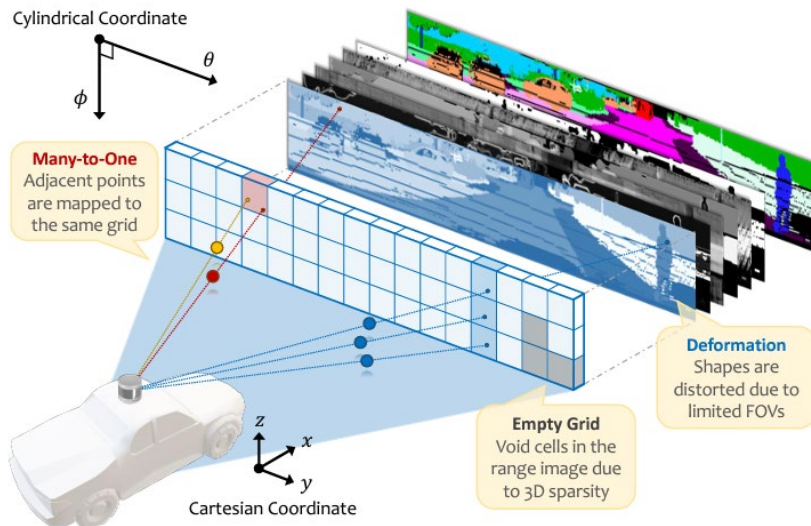 Cylindrical Coordinate
θ
ϕ
Many-to-One
Adjacent points
are mapped to
the same grid
Deformation
Shapes are
distorted due to
limited FOVs
Empty Grid
Void cells in the
range image due
to 3D sparsity
z
x
y
Cartesian Coordinate